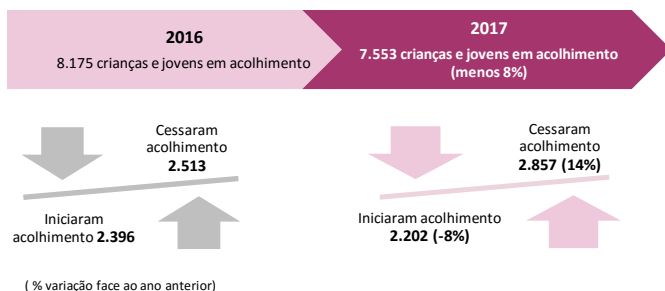 2016
8.175 crianças e jovens em acolhimento
2017
7.553 crianças e jovens em acolhimento
(menos 8%)
Cessaram
acolhimento
2.513
Iniciaram
acolhimento 2.396
Cessaram
acolhimento
2.857 (14%)
Iniciaram acolhimento
2.202 (-8%)
( % variação face ao ano anterior)